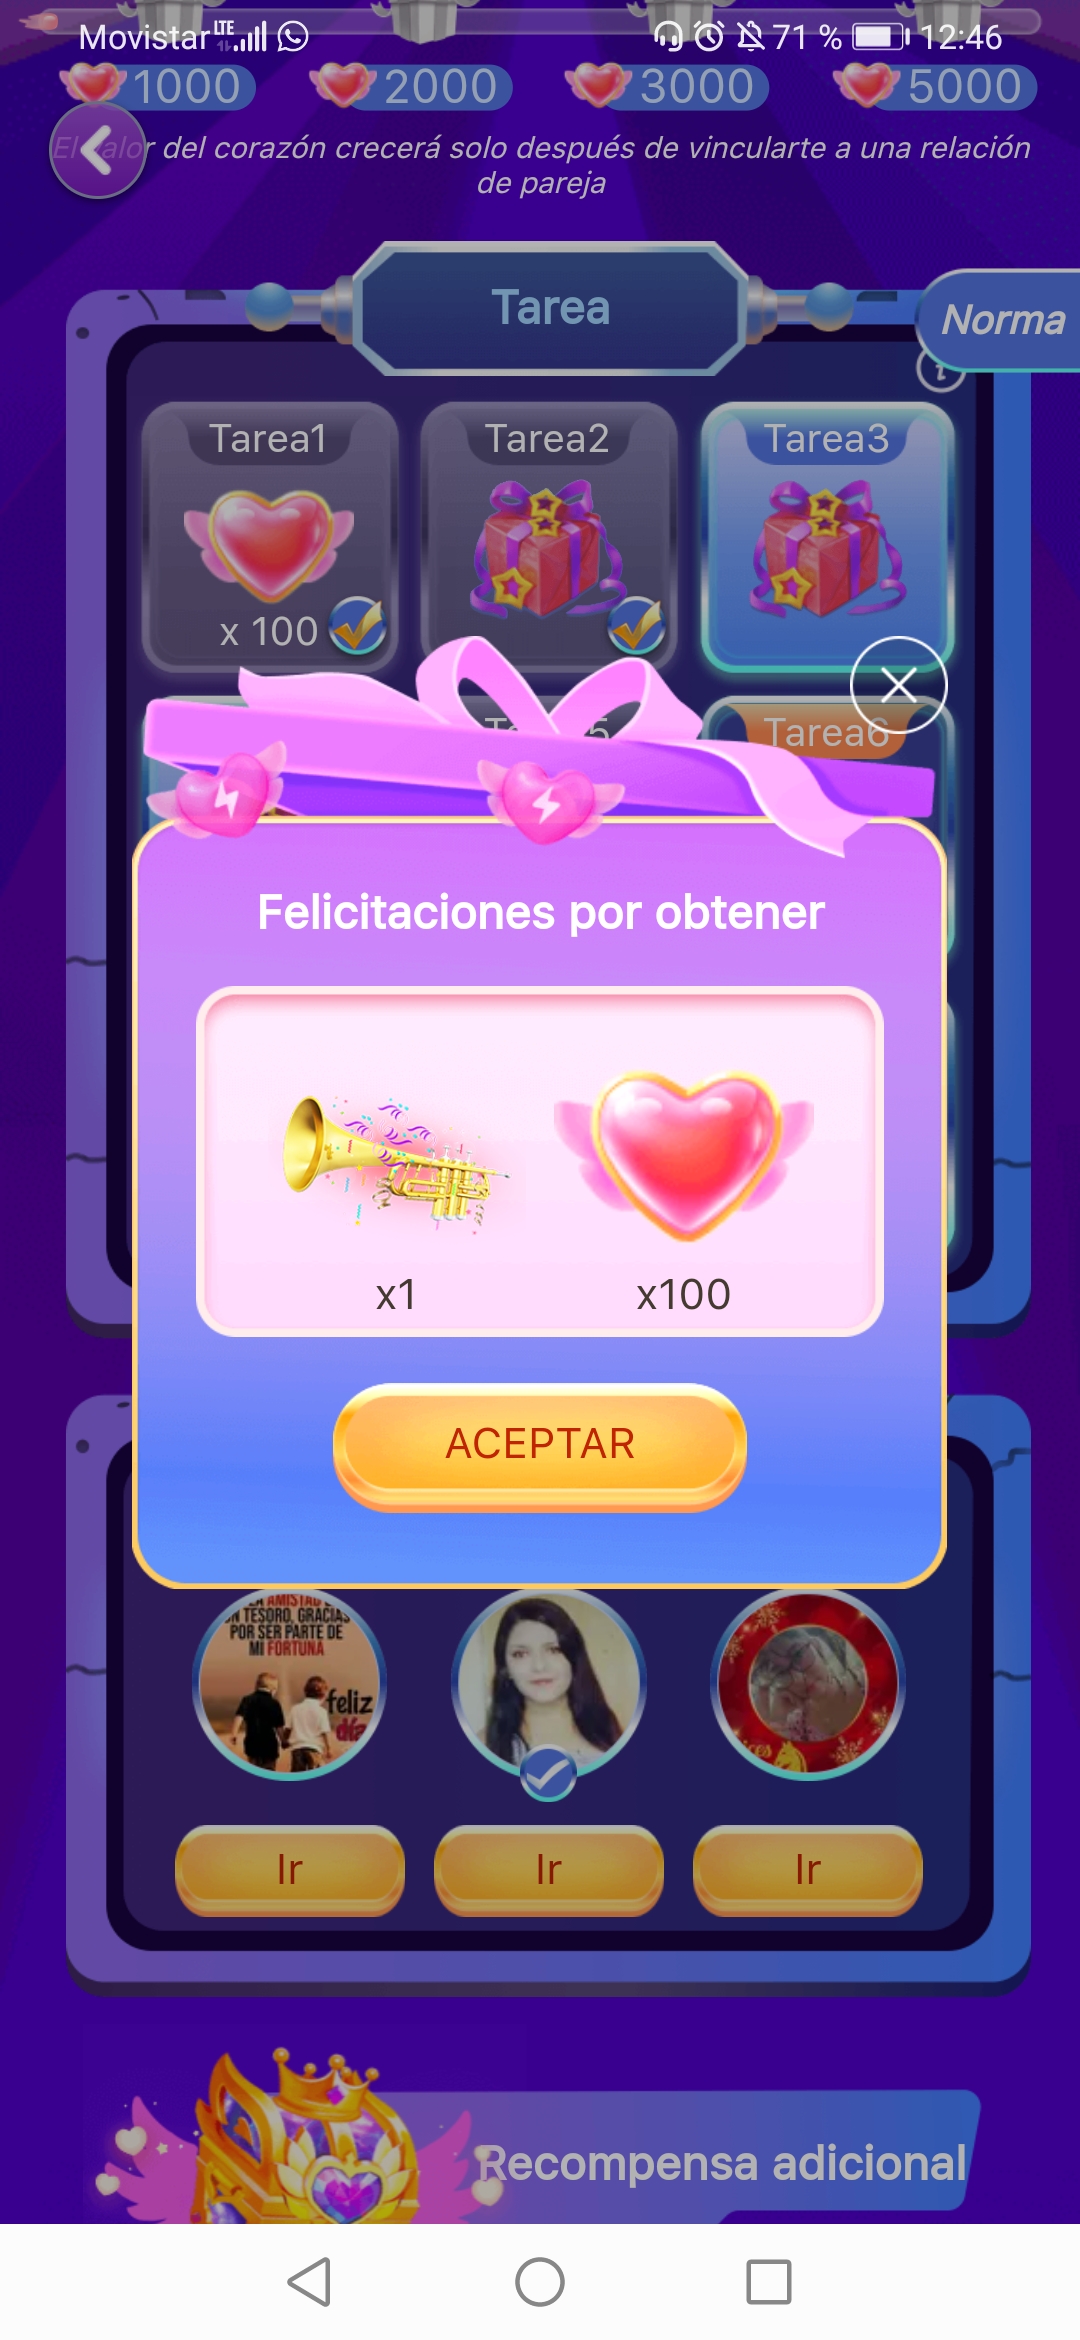 Movistar LTE 71 % 12:46
1000 2000 3000 5000
El valor del corazón crecerá solo después de vincularte a una relación
de pareja
Tarea
Norma
i
Tarea1 Tarea2 Tarea3
x 100
Tarea6
Felicitaciones por obtener
x1 x100
ACEPTAR
LA AMISTAD
UN TESORO, GRACIAS
POR SER PARTE DE
MI FORTUNA
feliz
día
Ir Ir Ir
Recompensa adicional